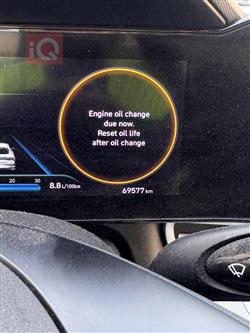 iQ
Engine oil change
due now.
Reset oil life
after oil change
20 30
8.8 L/100km
69577 km